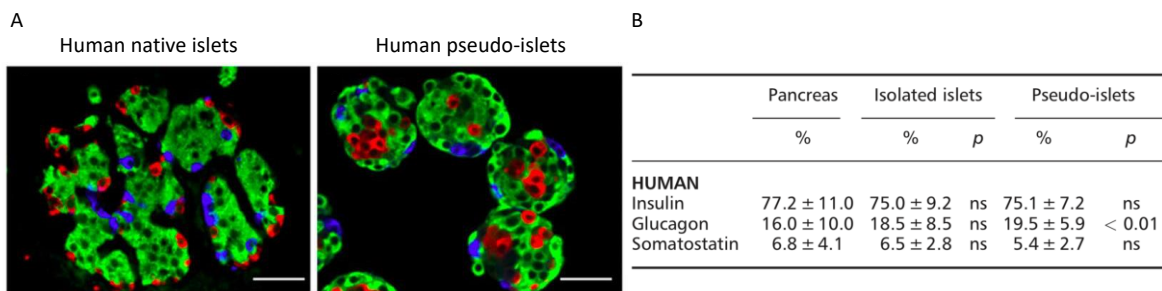 A
Human native islets
Human pseudo-islets
B
Pancreas Isolated islets Pseudo-islets
% % p % p
HUMAN
Insulin 77.2 ± 11.0 75.0 ± 9.2 ns 75.1 ± 7.2 ns
Glucagon 16.0 ± 10.0 18.5 ± 8.5 ns 19.5 ± 5.9 < 0.01
Somatostatin 6.8 ± 4.1 6.5 ± 2.8 ns 5.4 ± 2.7 ns